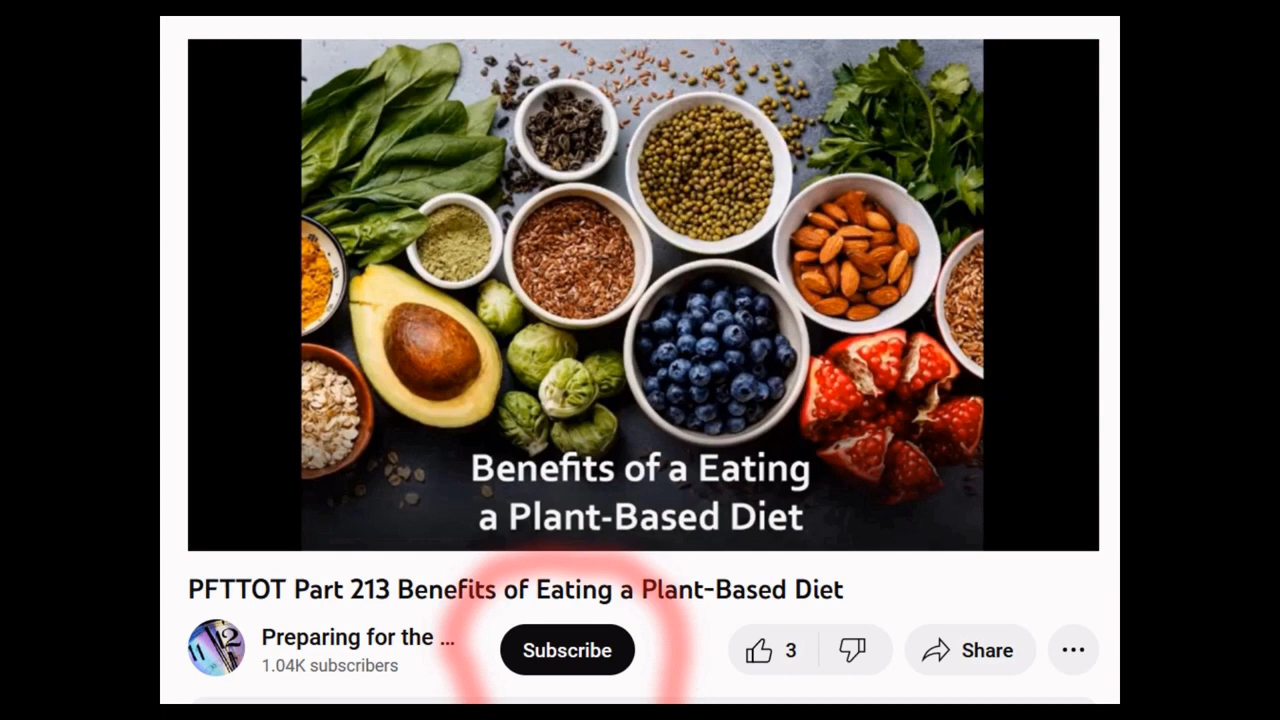 Benefits of a Eating
a Plant-Based Diet
PFTTOT Part 213 Benefits of Eating a Plant-Based Diet
Preparing for the ...
1.04K subscribers
Subscribe
3
Share